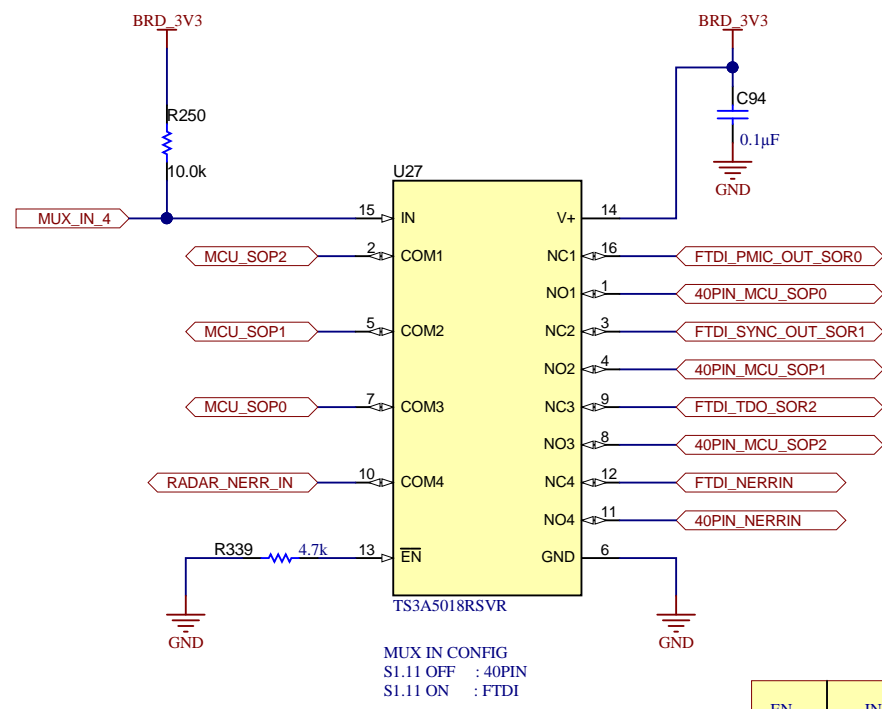 BRD_3V3
BRD_3V3
R250
10.0k
C94
0.1µF
GND
U27
MUX_IN_4
15 IN
V+ 14
MCU_SOP2
2 COM1
NC1 16
FTDI_PMIC_OUT_SOR0
NO1 1
40PIN_MCU_SOP0
MCU_SOP1
5 COM2
NC2 3
FTDI_SYNC_OUT_SOR1
NO2 4
40PIN_MCU_SOP1
MCU_SOP0
7 COM3
NC3 9
FTDI_TDO_SOR2
NO3 8
40PIN_MCU_SOP2
RADAR_NERR_IN
10 COM4
NC4 12
FTDI_NERRIN
NO4 11
40PIN_NERRIN
R339
4.7k
13 EN
GND 6
GND
TS3A5018RSVR
GND
MUX IN CONFIG
S1.11 OFF : 40PIN
S1.11 ON : FTDI
EN IN